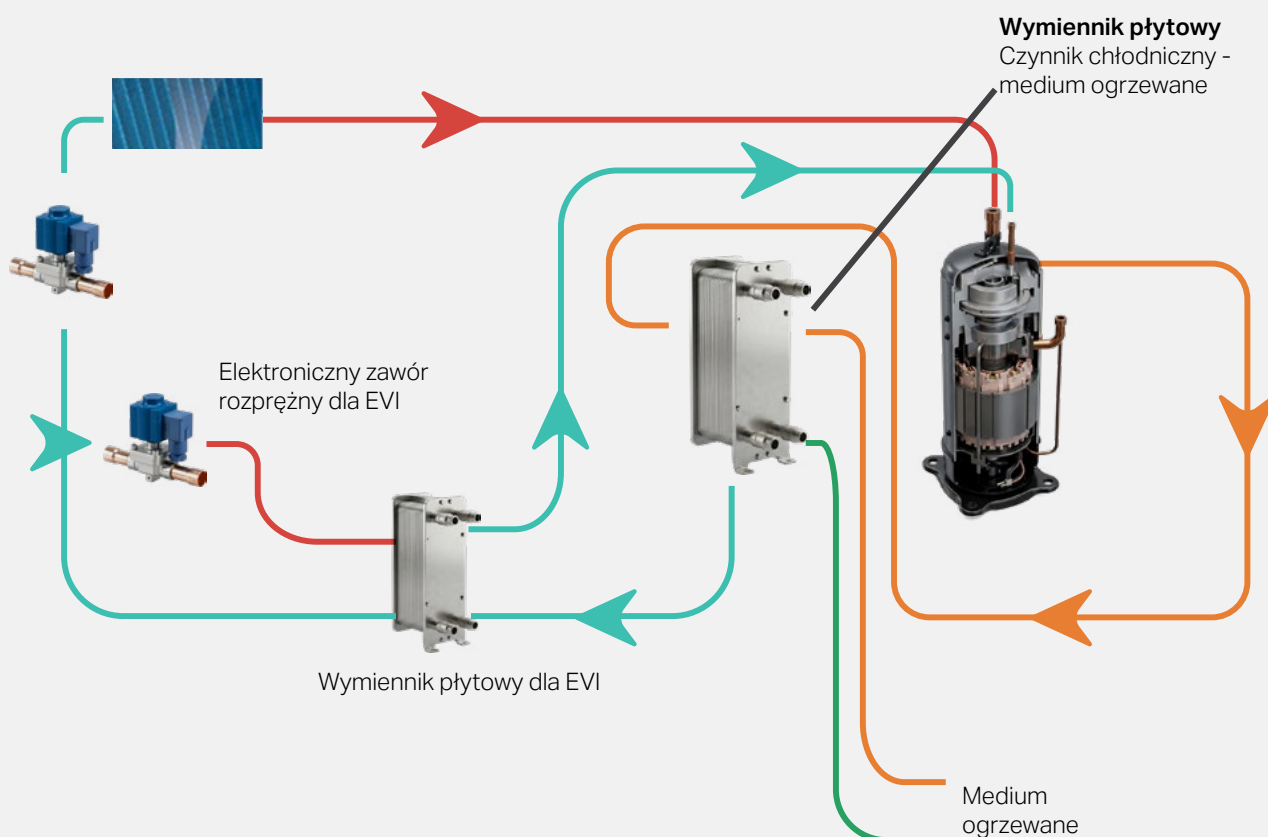 Wymiennik płytowy
Czynnik chłodniczy -
medium ogrzewane
Elektroniczny zawór
rozprężny dla EVI
Wymiennik płytowy dla EVI
Medium
ogrzewane